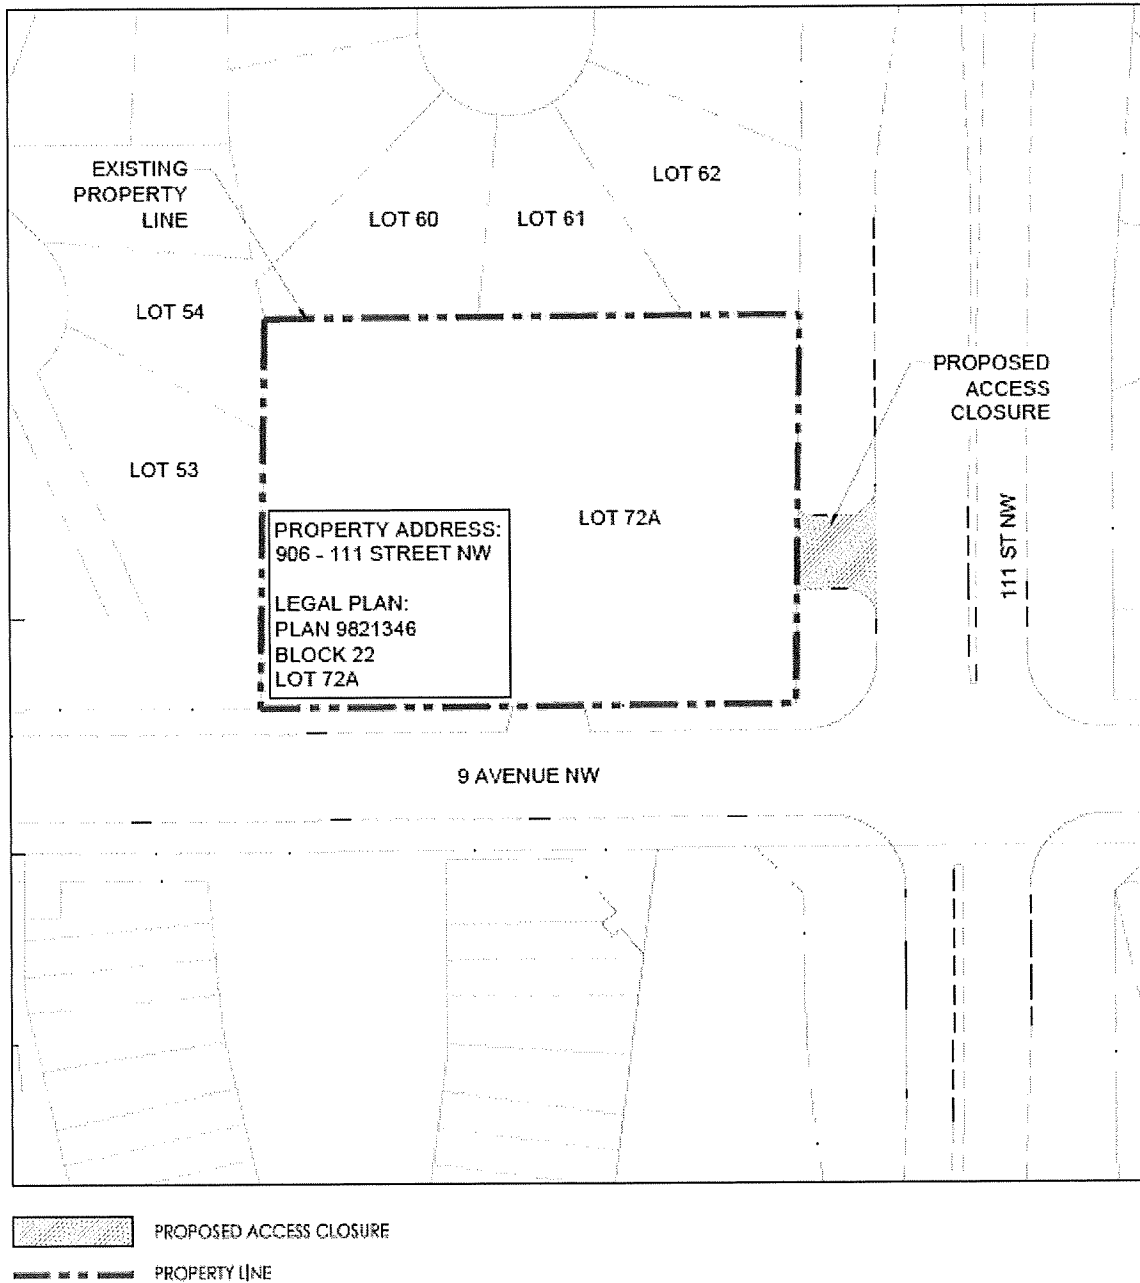 EXISTING
PROPERTY
LINE
LOT 60
LOT 61
LOT 62
LOT 54
LOT 53
PROPOSED
ACCESS
CLOSURE
LOT 72A
111 ST NW
PROPERTY ADDRESS:
906 - 111 STREET NW
LEGAL PLAN:
PLAN 9821346
BLOCK 22
LOT 72A
9 AVENUE NW
PROPOSED ACCESS CLOSURE
PROPERTY LINE